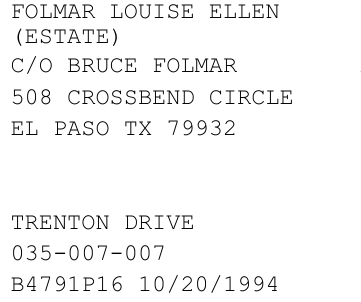 FOLMAR LOUISE ELLEN
(ESTATE)
C/O BRUCE FOLMAR
508 CROSSBEND CIRCLE
EL PASO TX 79932
TRENTON DRIVE
035-007-007
B4791P16 10/20/1994